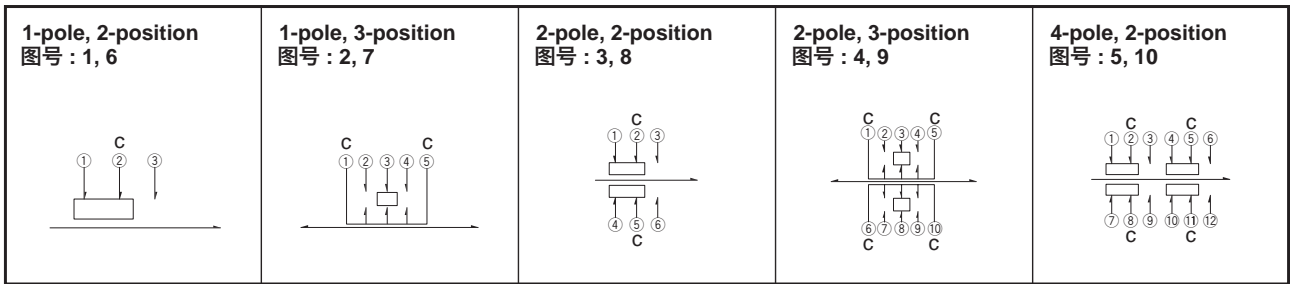 1-pole, 2-position
图号 : 1, 6
C
① ② ③
1-pole, 3-position
图号 : 2, 7
C C
① ② ③ ④ ⑤
2-pole, 2-position
图号 : 3, 8
C
① ② ③
④ ⑤ ⑥
C
2-pole, 3-position
图号 : 4, 9
C C
① ② ③ ④ ⑤
⑥ ⑦ ⑧ ⑨ ⑩
C C
4-pole, 2-position
图号 : 5, 10
C C
① ② ③ ④ ⑤ ⑥
⑦ ⑧ ⑨ ⑩ ⑪ ⑫
C C